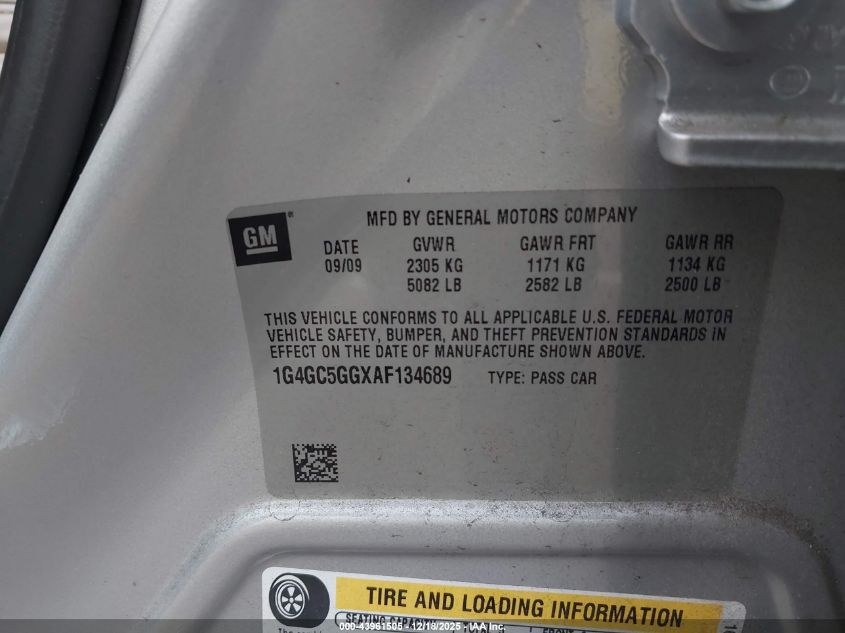 GM
MFD BY GENERAL MOTORS COMPANY
DATE GVWR GAWR FRT GAWR RR
09/09 2305 KG 1171 KG 1134 KG
5082 LB 2582 LB 2500 LB
THIS VEHICLE CONFORMS TO ALL APPLICABLE U.S. FEDERAL MOTOR
VEHICLE SAFETY, BUMPER, AND THEFT PREVENTION STANDARDS IN
EFFECT ON THE DATE OF MANUFACTURE SHOWN ABOVE.
1G4GC5GGXAF134689 TYPE: PASS CAR
TIRE AND LOADING INFORMATION
SEATING CAPACITY
000-43961505 - 12/18/2025 - IAA, Inc.